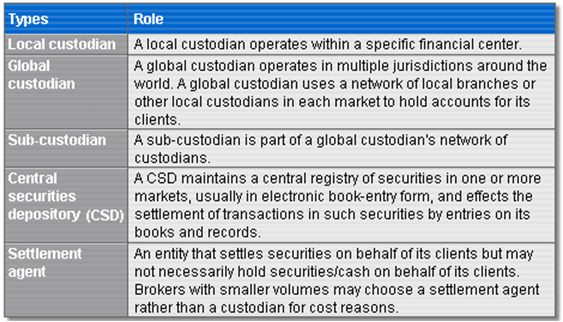 Types Role
Local custodian A local custodian operates within a specific financial center.
Global custodian A global custodian operates in multiple jurisdictions around the
world. A global custodian uses a network of local branches or
other local custodians in each market to hold accounts for its
clients.
Sub-custodian A sub-custodian is part of a global custodian's network of
custodians.
Central securities depository (CSD) A CSD maintains a central registry of securities in one or more
markets, usually in electronic book-entry form, and effects the
settlement of transactions in such securities by entries on its
books and records.
Settlement agent An entity that settles securities on behalf of its clients but may
not necessarily hold securities/cash on behalf of its clients.
Brokers with smaller volumes may choose a settlement agent
rather than a custodian for cost reasons.